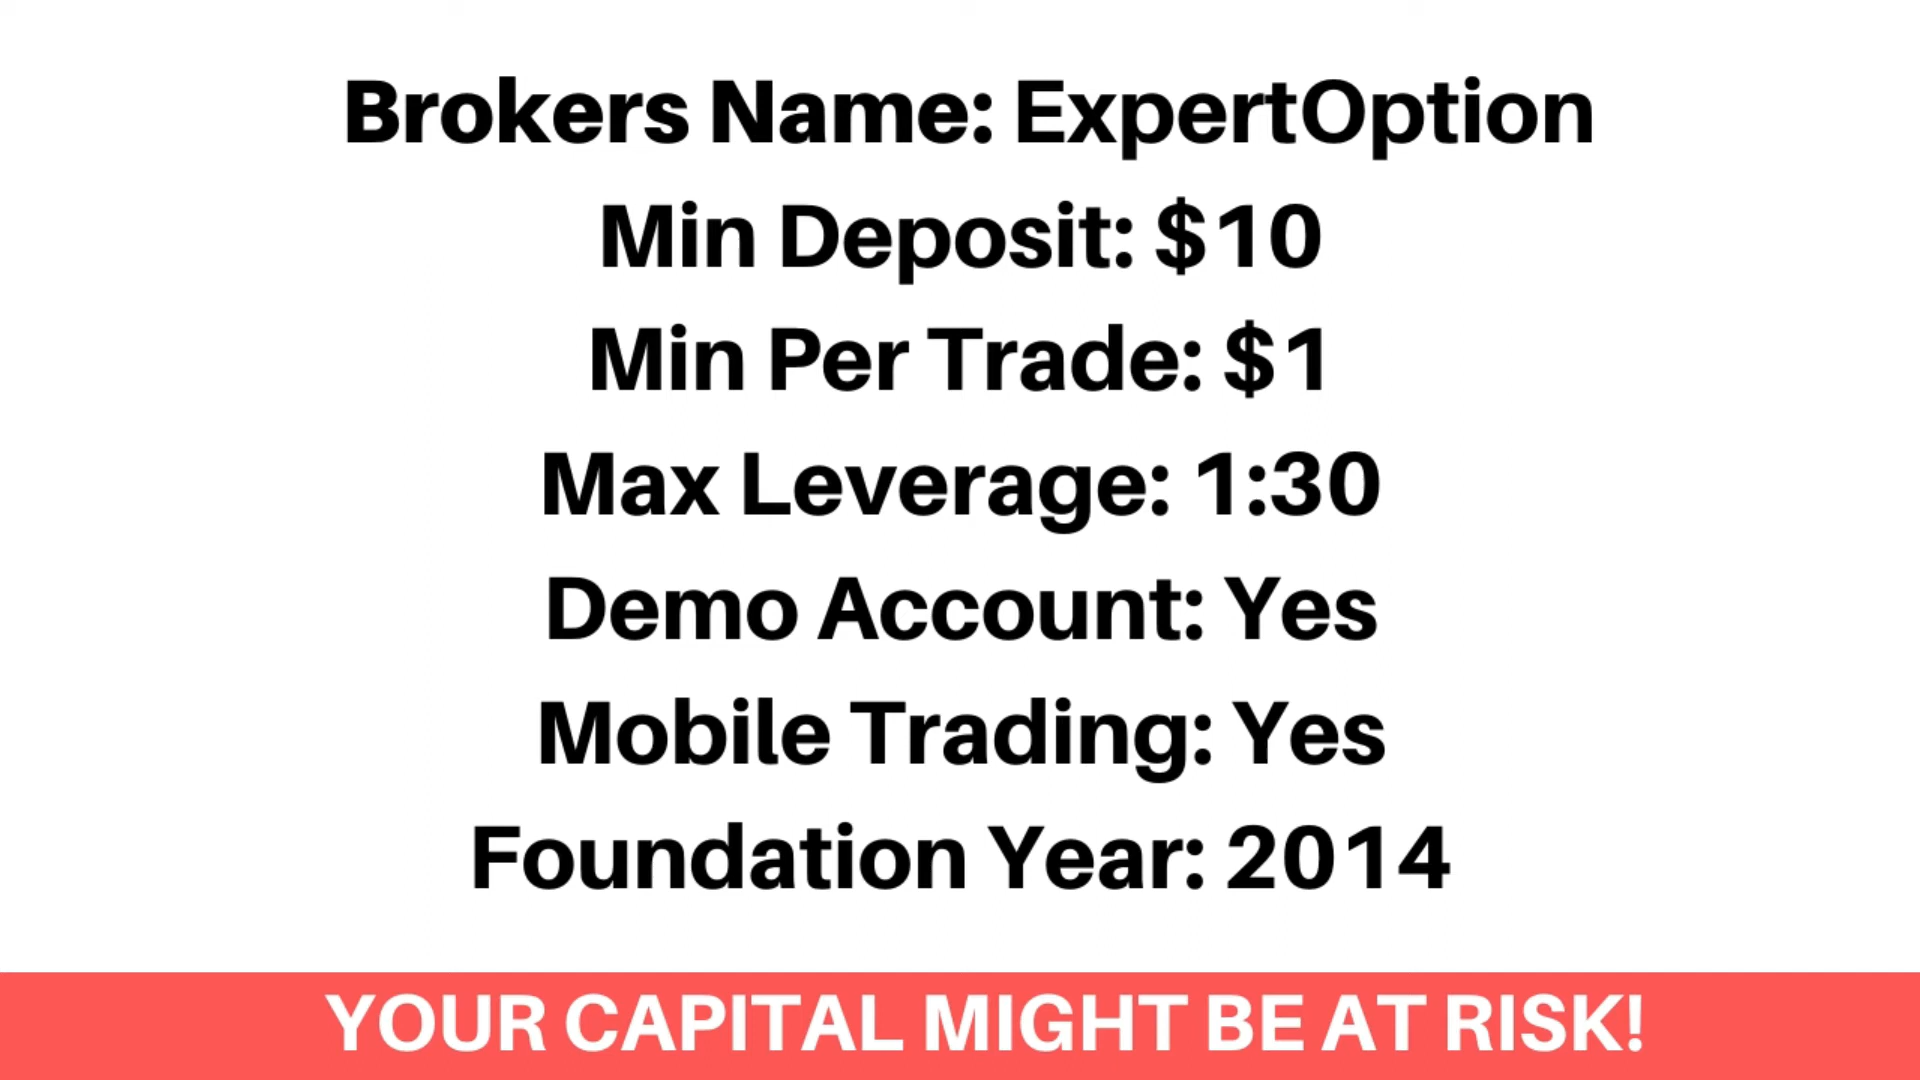 Brokers Name: ExpertOption
Min Deposit: $10
Min Per Trade: $1
Max Leverage: 1:30
Demo Account: Yes
Mobile Trading: Yes
Foundation Year: 2014
YOUR CAPITAL MIGHT BE AT RISK!